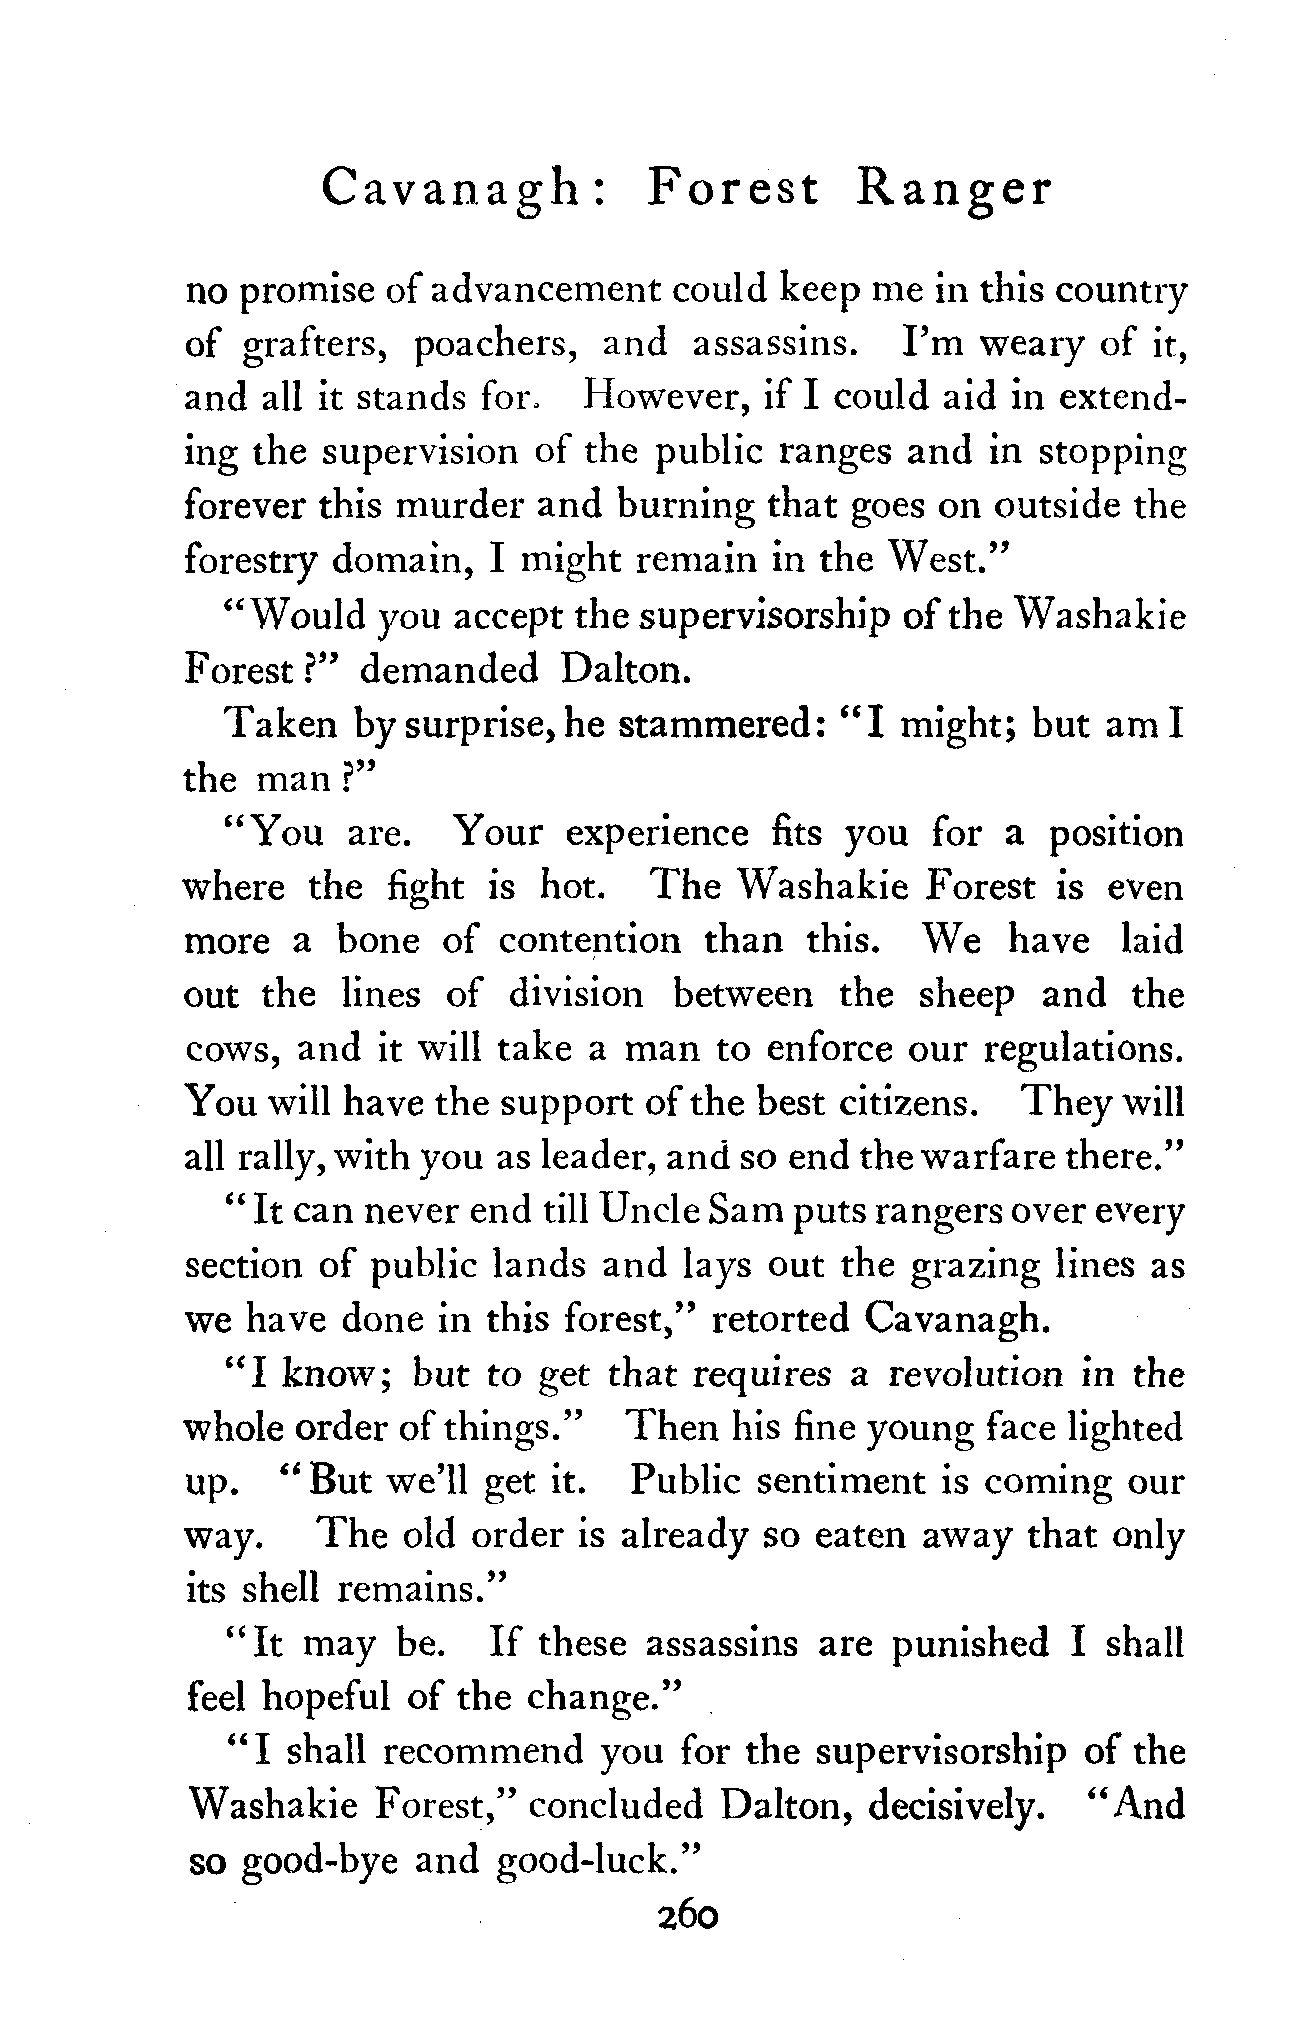 Cavanagh: Forest Ranger
no promise of advancement could keep me in this country
of grafters, poachers, and assassins. I'm weary of it,
and all it stands for. However, if I could aid in extend-
ing the supervision of the public ranges and in stopping
forever this murder and burning that goes on outside the
forestry domain, I might remain in the West."
"Would you accept the supervisorship of the Washakie
Forest?" demanded Dalton.
Taken by surprise, he stammered: "I might; but am I
the man?"
"You are. Your experience fits you for a position
where the fight is hot. The Washakie Forest is even
more a bone of contention than this. We have laid
out the lines of division between the sheep and the
cows, and it will take a man to enforce our regulations.
You will have the support of the best citizens. They will
all rally, with you as leader, and so end the warfare there."
"It can never end till Uncle Sam puts rangers over every
section of public lands and lays out the grazing lines as
we have done in this forest," retorted Cavanagh.
"I know; but to get that requires a revolution in the
whole order of things." Then his fine young face lighted
up. "But we'll get it. Public sentiment is coming our
way. The old order is already so eaten away that only
its shell remains."
"It may be. If these assassins are punished I shall
feel hopeful of the change."
"I shall recommend you for the supervisorship of the
Washakie Forest," concluded Dalton, decisively. "And
so good-bye and good-luck."
260